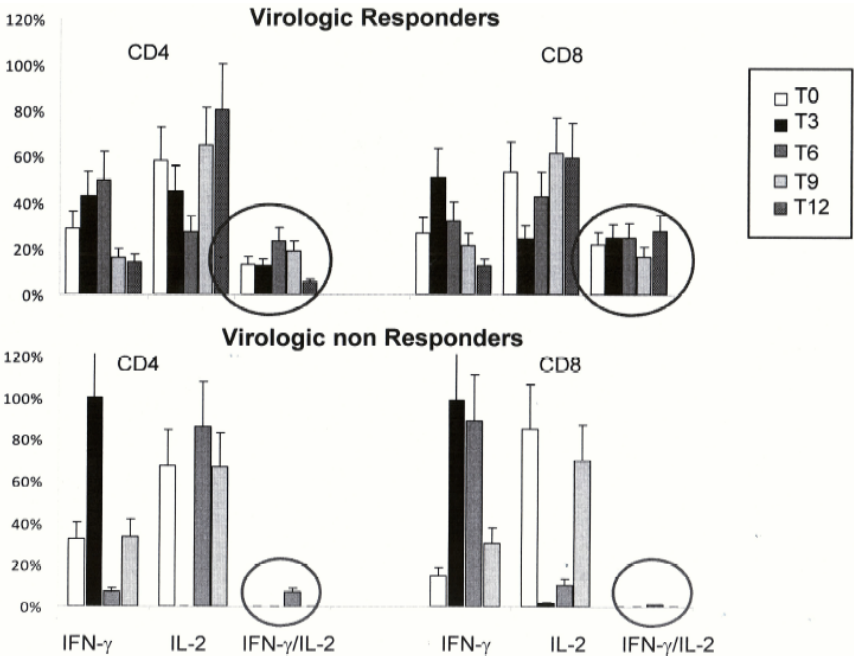 Virologic Responders
CD4
CD8
120%
100%
80%
60%
40%
20%
0%
T0
T3
T6
T9
T12
Virologic non Responders
CD4
CD8
120%
100%
80%
60%
40%
20%
0%
IFN-γ
IL-2
IFN-γ/IL-2
IFN-γ
IL-2
IFN-γ/IL-2